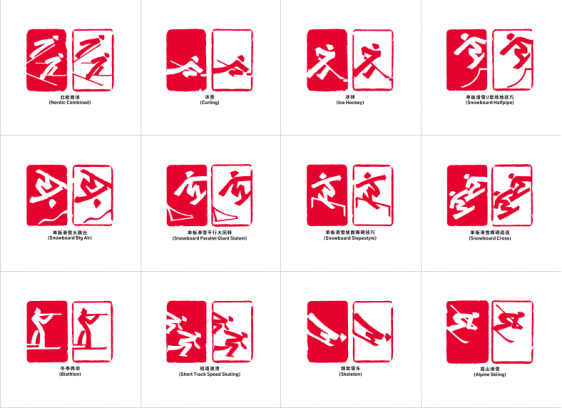 北欧两项
(Nordic Combined)
冰壶
(Curling)
冰球
(Ice Hockey)
单板滑雪U型场地技巧
(Snowboard Halfpipe)
单板滑雪大跳台
(Snowboard Big Air)
单板滑雪平行大回转
(Snowboard Parallel Giant Slalom)
单板滑雪坡面障碍技巧
(Snowboard Slopestyle)
单板滑雪障碍追逐
(Snowboard Cross)
冬季两项
(Biathlon)
短道速滑
(Short Track Speed Skating)
钢架雪车
(Skeleton)
高山滑雪
(Alpine Skiing)